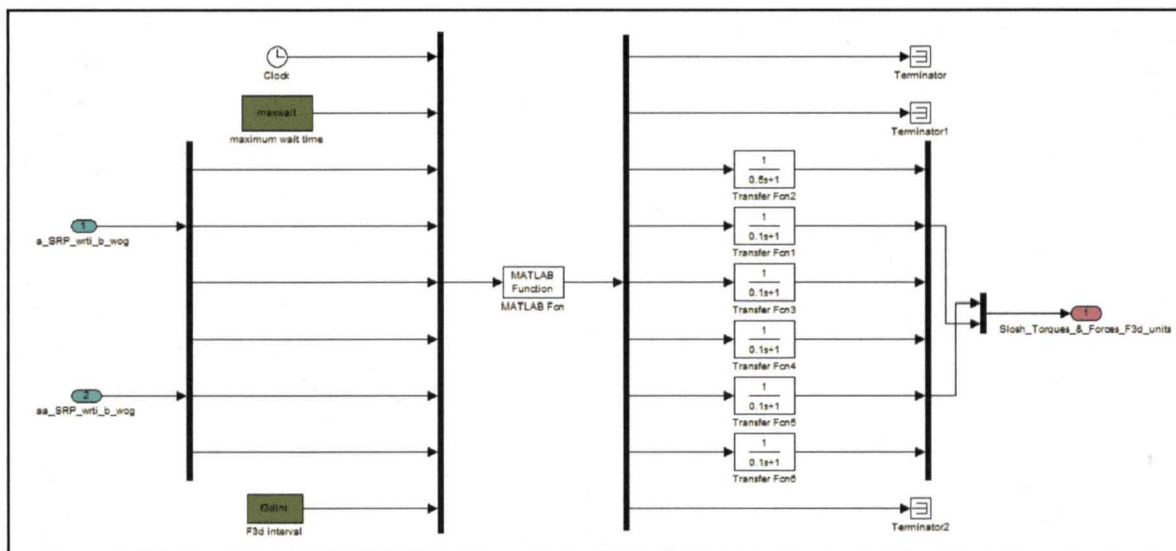 Clock
maxwait
maximum wait time
1
a_SRP_wrti_b_wog
2
aa_SRP_wrti_b_wog
f3dint
F3d interval
MATLAB
Function
MATLAB Fcn
Terminator
Terminator1
1
0.5s+1
Transfer Fcn2
1
0.1s+1
Transfer Fcn1
1
0.1s+1
Transfer Fcn3
1
0.1s+1
Transfer Fcn4
1
0.1s+1
Transfer Fcn5
1
0.1s+1
Transfer Fcn6
Terminator2
1
Slosh_Torques_&_Forces_F3d_units